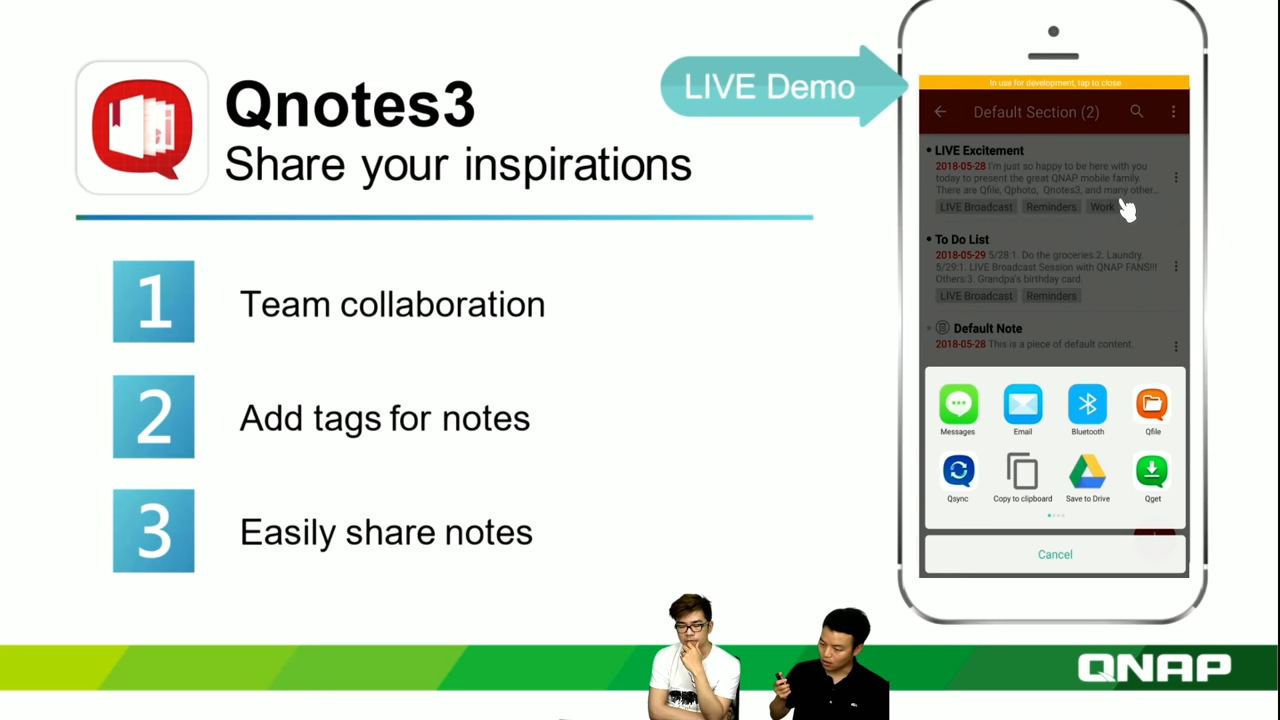 Qnotes3
Share your inspirations
LIVE Demo
1
Team collaboration
2
Add tags for notes
3
Easily share notes
In use for development, tap to close
Default Section (2)
LIVE Excitement
2018-05-28 I'm just so happy to be here with you
today to present the great QNAP mobile family
There are Qfile, Qphoto, Qnotes3, and many other...
LIVE Broadcast Reminders Work
To Do List
2018-05-29 5/28:1. Do the groceries.2. Laundry.
5/29:1. LIVE Broadcast Session with QNAP FANS!!!
Others:3. Grandpa's birthday card
LIVE Broadcast Reminders
Default Note
2018-05-28 This is a piece of default content.
Messages Email Bluetooth Qfile
Qsync Copy to clipboard Save to Drive Qget
Cancel
QNAP